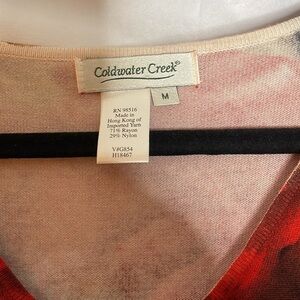 Coldwater Creek®
M
RN 98516
Made in
Hong Kong of
Imported Yarn
71% Rayon
29% Nylon
V#G854
H18467